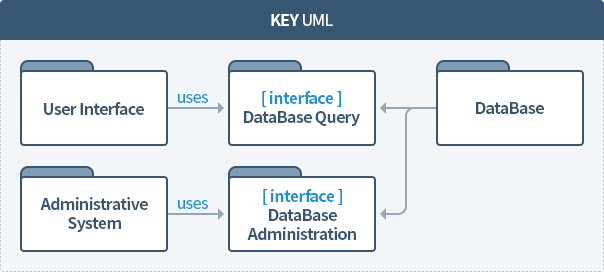 KEY UML
User Interface
uses
[ interface ]
DataBase Query
DataBase
Administrative
System
uses
[ interface ]
DataBase
Administration